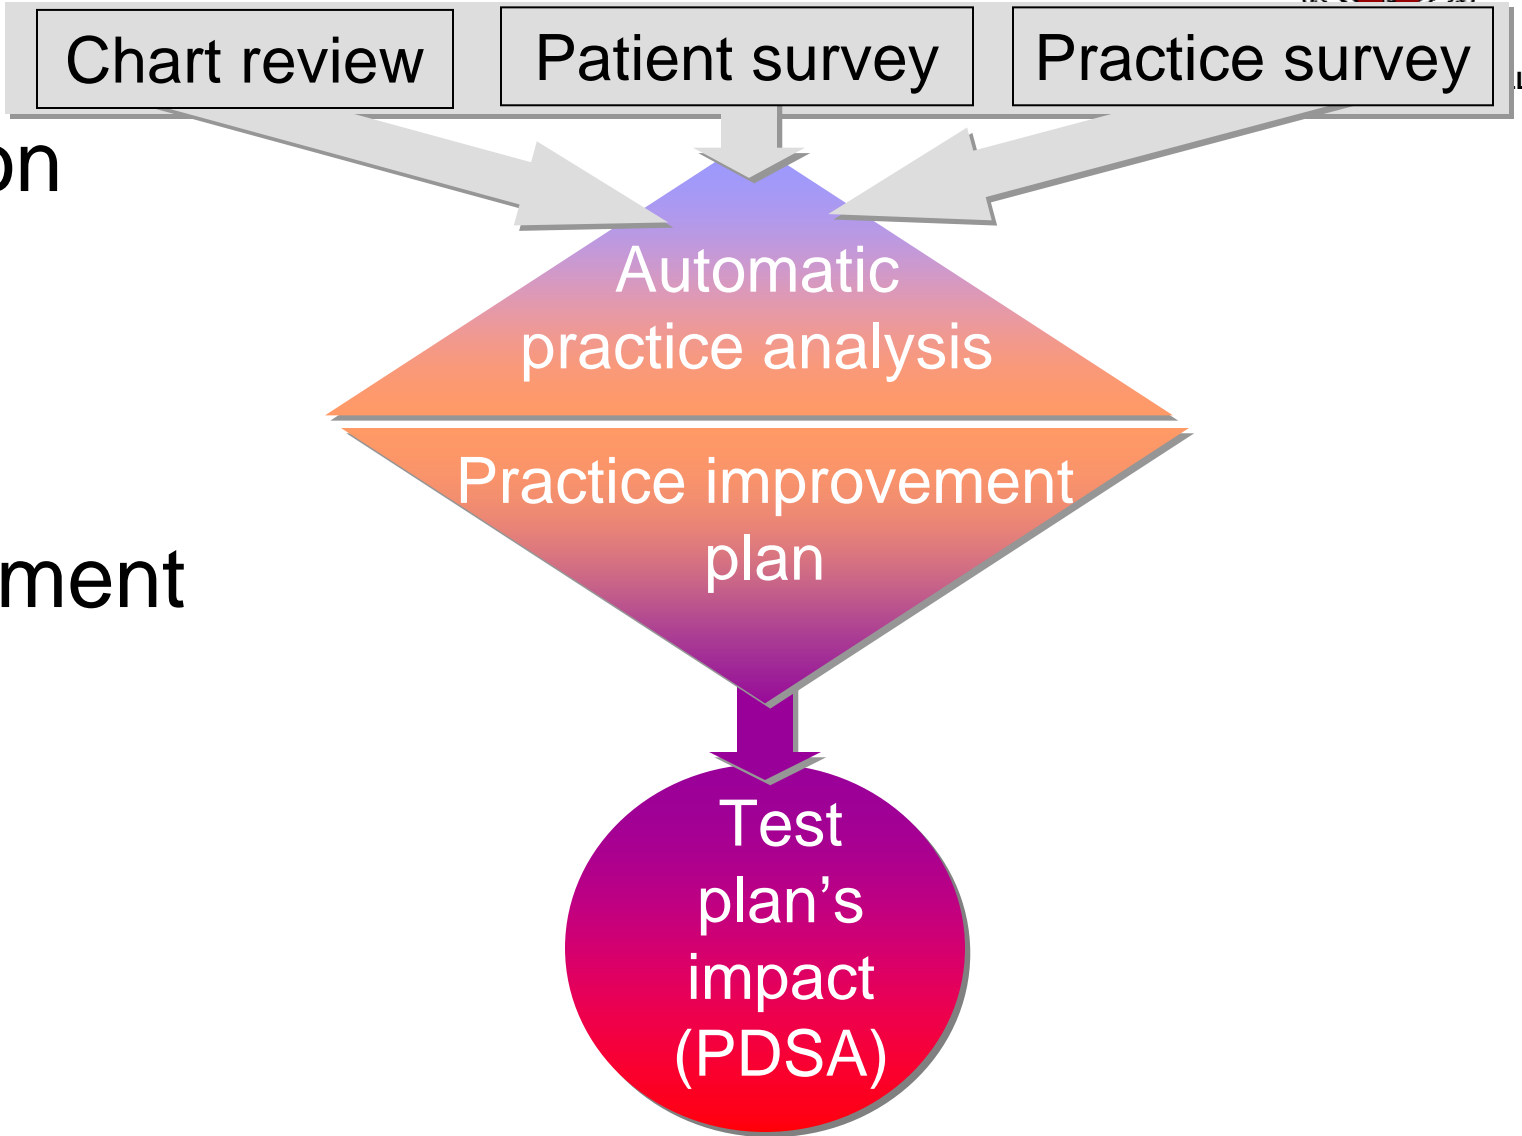 Chart review
Patient survey
Practice survey
on
Automatic
practice analysis
Practice improvement
plan
ment
Test
plan’s
impact
(PDSA)